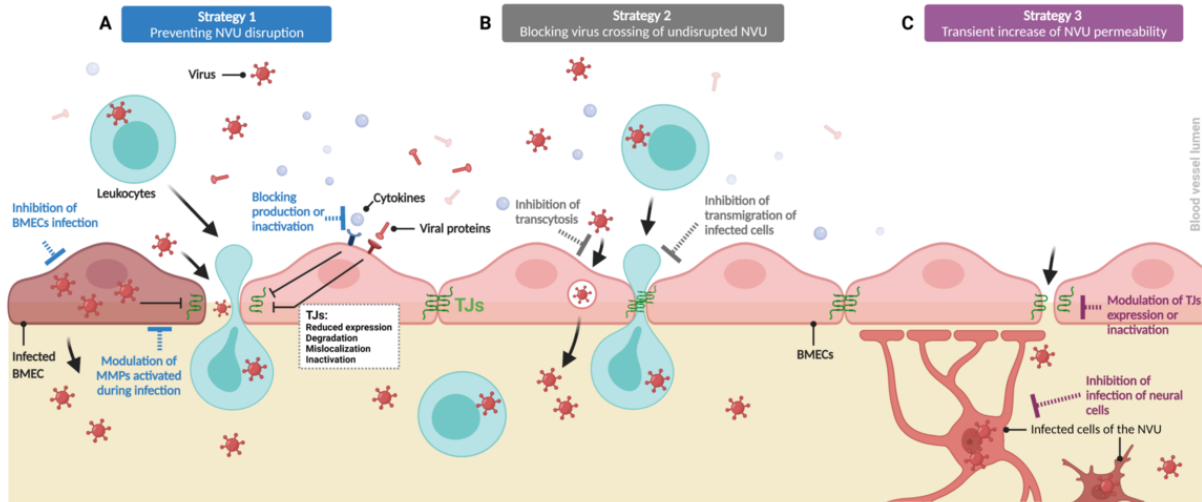 A
Strategy 1
Preventing NVU disruption
B
Strategy 2
Blocking virus crossing of undisrupted NVU
C
Strategy 3
Transient increase of NVU permeability
Virus
Leukocytes
Inhibition of
BMECs infection
Blocking
production or
inactivation
Cytokines
Viral proteins
Inhibition of
transcytosis
Inhibition of
transmigration of
infected cells
Blood vessel lumen
TJs
TJs:
Reduced expression
Degradation
Mislocalization
Inactivation
Infected
BMEC
Modulation of
MMPs activated
during infection
BMECs
Modulation of TJs
expression or
inactivation
Inhibition of
infection of neural
cells
Infected cells of the NVU